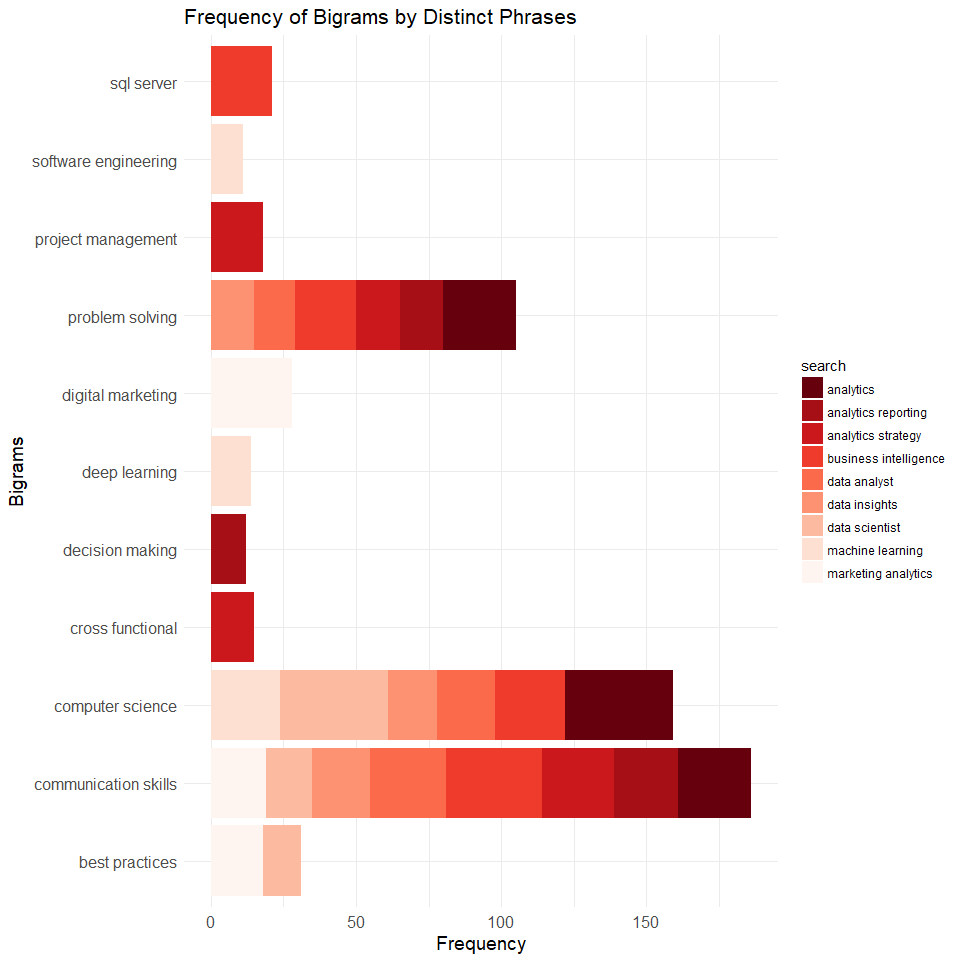 Frequency of Bigrams by Distinct Phrases
sql server
software engineering
project management
problem solving
digital marketing
deep learning
decision making
cross functional
computer science
communication skills
best practices
Bigrams
0
50
100
150
Frequency
search
analytics
analytics reporting
analytics strategy
business intelligence
data analyst
data insights
data scientist
machine learning
marketing analytics